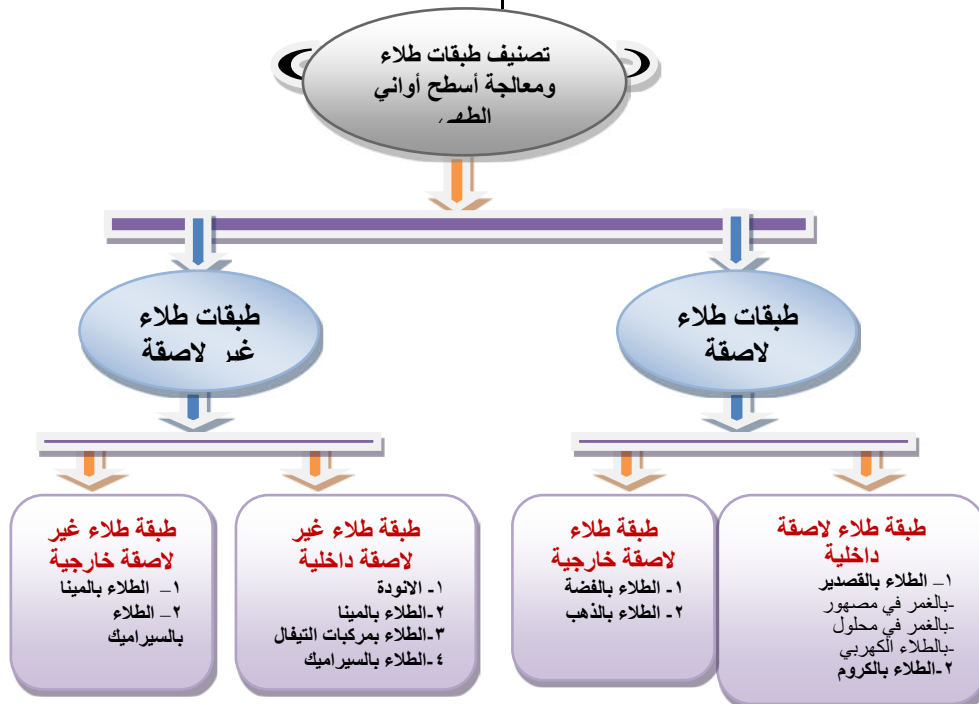 تصنيف طبقات طلاء
ومعالجة أسطح أواني
الطهي
طبقات طلاء
لاصقة
طبقات طلاء
غير لاصقة
طبقة طلاء لاصقة
داخلية
١– الطلاء بالقصدير
-بالغمر في مصهور
-بالغمر في محلول
-بالطلاء الكهربي
٢-الطلاء بالكروم
طبقة طلاء
لاصقة خارجية
١- الطلاء بالفضة
٢- الطلاء بالذهب
طبقة طلاء غير
لاصقة داخلية
١- الانودة
٢-الطلاء بالمينا
٣-الطلاء بمركبات التيفال
٤-الطلاء بالسيراميك
طبقة طلاء غير
لاصقة خارجية
١– الطلاء بالمينا
٢– الطلاء
بالسيراميك